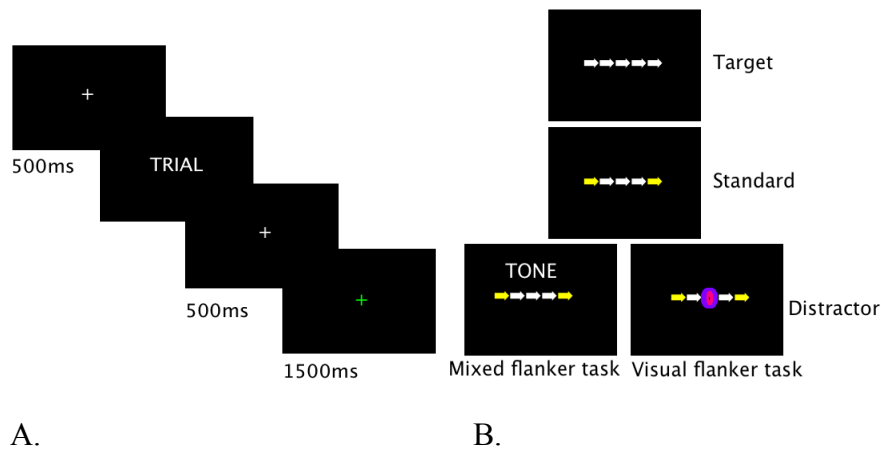 500ms
TRIAL
500ms
1500ms
Target
Standard
TONE
Distractor
Mixed flanker task
Visual flanker task
A.
B.